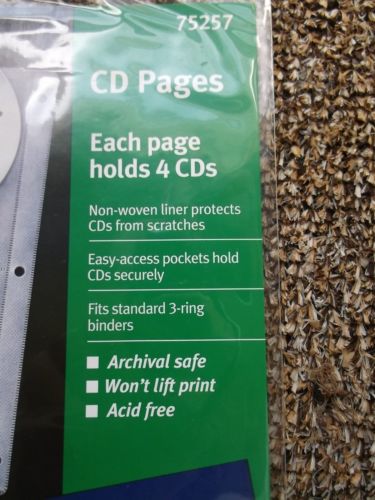 75257
CD Pages
Each page
holds 4 CDs
Non-woven liner protects
CDs from scratches
Easy-access pockets hold
CDs securely
Fits standard 3-ring
binders
Archival safe
Won't lift print
Acid free